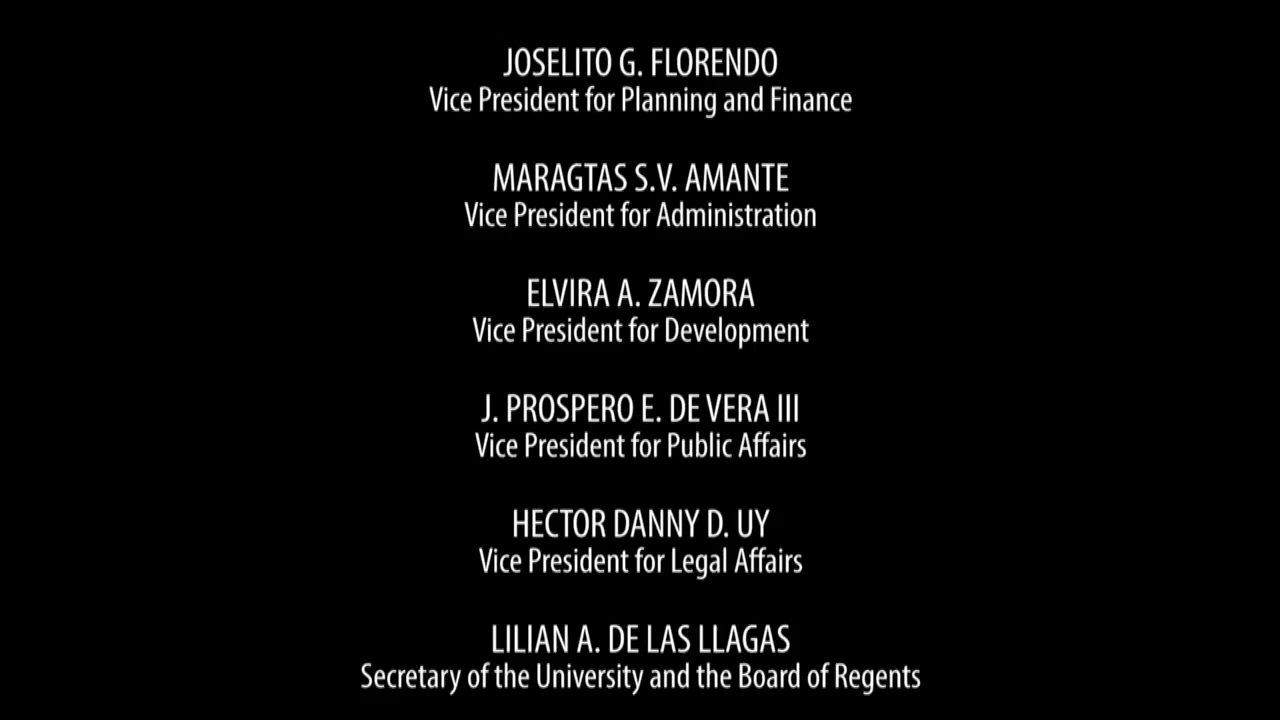 JOSELITO G. FLORENDO
Vice President for Planning and Finance
MARAGTAS S.V. AMANTE
Vice President for Administration
ELVIRA A. ZAMORA
Vice President for Development
J. PROSPERO E. DE VERA III
Vice President for Public Affairs
HECTOR DANNY D. UY
Vice President for Legal Affairs
LILIAN A. DE LAS LLAGAS
Secretary of the University and the Board of Regents